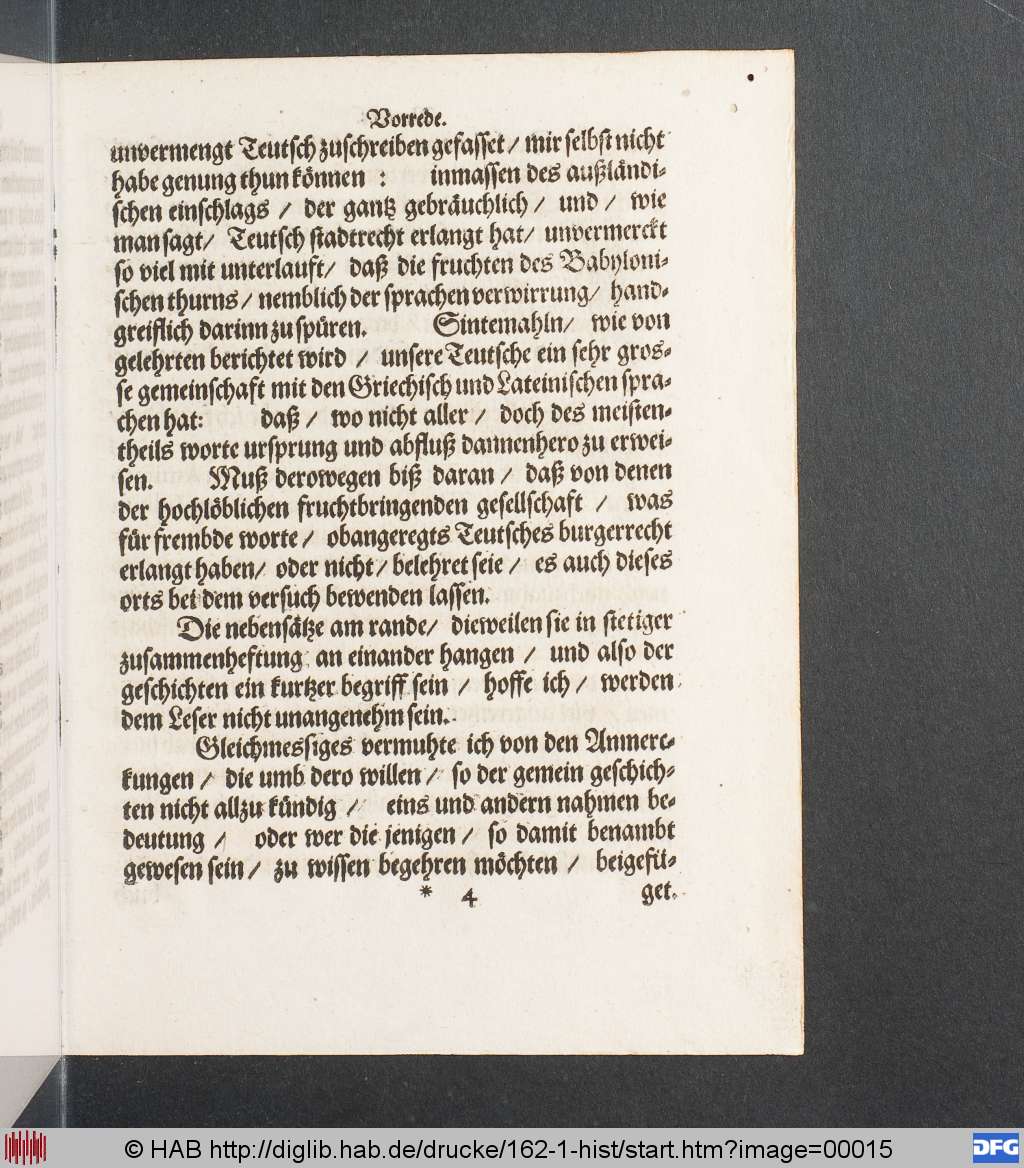 Vorrede.
unvermengt Teutsch zuschreiben gefasset / mir selbst nicht
habe genung thun können : inmassen des außländi-
schen einschlags / der gantz gebräuchlich / und / wie
man sagt / Teutsch stadtrecht erlangt hat / unvermerckt
so viel mit unterlauft / daß die fruchten des Babyloni-
schen thurns / nemblich der sprachen verwirrung / hand-
greiflich darinn zu spüren. Sintemahln / wie von
gelehrten berichtet wird / unsere Teutsche ein sehr gros-
se gemeinschaft mit den Griechisch und Lateinischen spra-
chen hat: daß / wo nicht aller / doch des meisten-
theils worte ursprung und abfluß dannenhero zu erwei-
sen. Muß derowegen biß daran / daß von denen
der hochlöblichen fruchtbringenden gesellschaft / was
für frembde worte / obangeregts Teutsches burgerrecht
erlangt haben / oder nicht / belehret seie / es auch dieses
orts bei dem versuch bewenden lassen.
Die nebensätze am rande / dieweilen sie in stetiger
zusammenheftung an einander hangen / und also der
geschichten ein kurtzer begriff sein / hoffe ich / werden
dem Leser nicht unangenehm sein.
Gleichmessiges vermuhte ich von den Anmerc-
kungen / die umb dero willen / so der gemein geschich-
ten nicht allzu kündig / eins und andern nahmen be-
deutung / oder wer die jenigen / so damit benambt
gewesen sein / zu wissen begehren möchten / beigefü-
* 4 get.
© HAB http://diglib.hab.de/drucke/162-1-hist/start.htm?image=00015
DFG